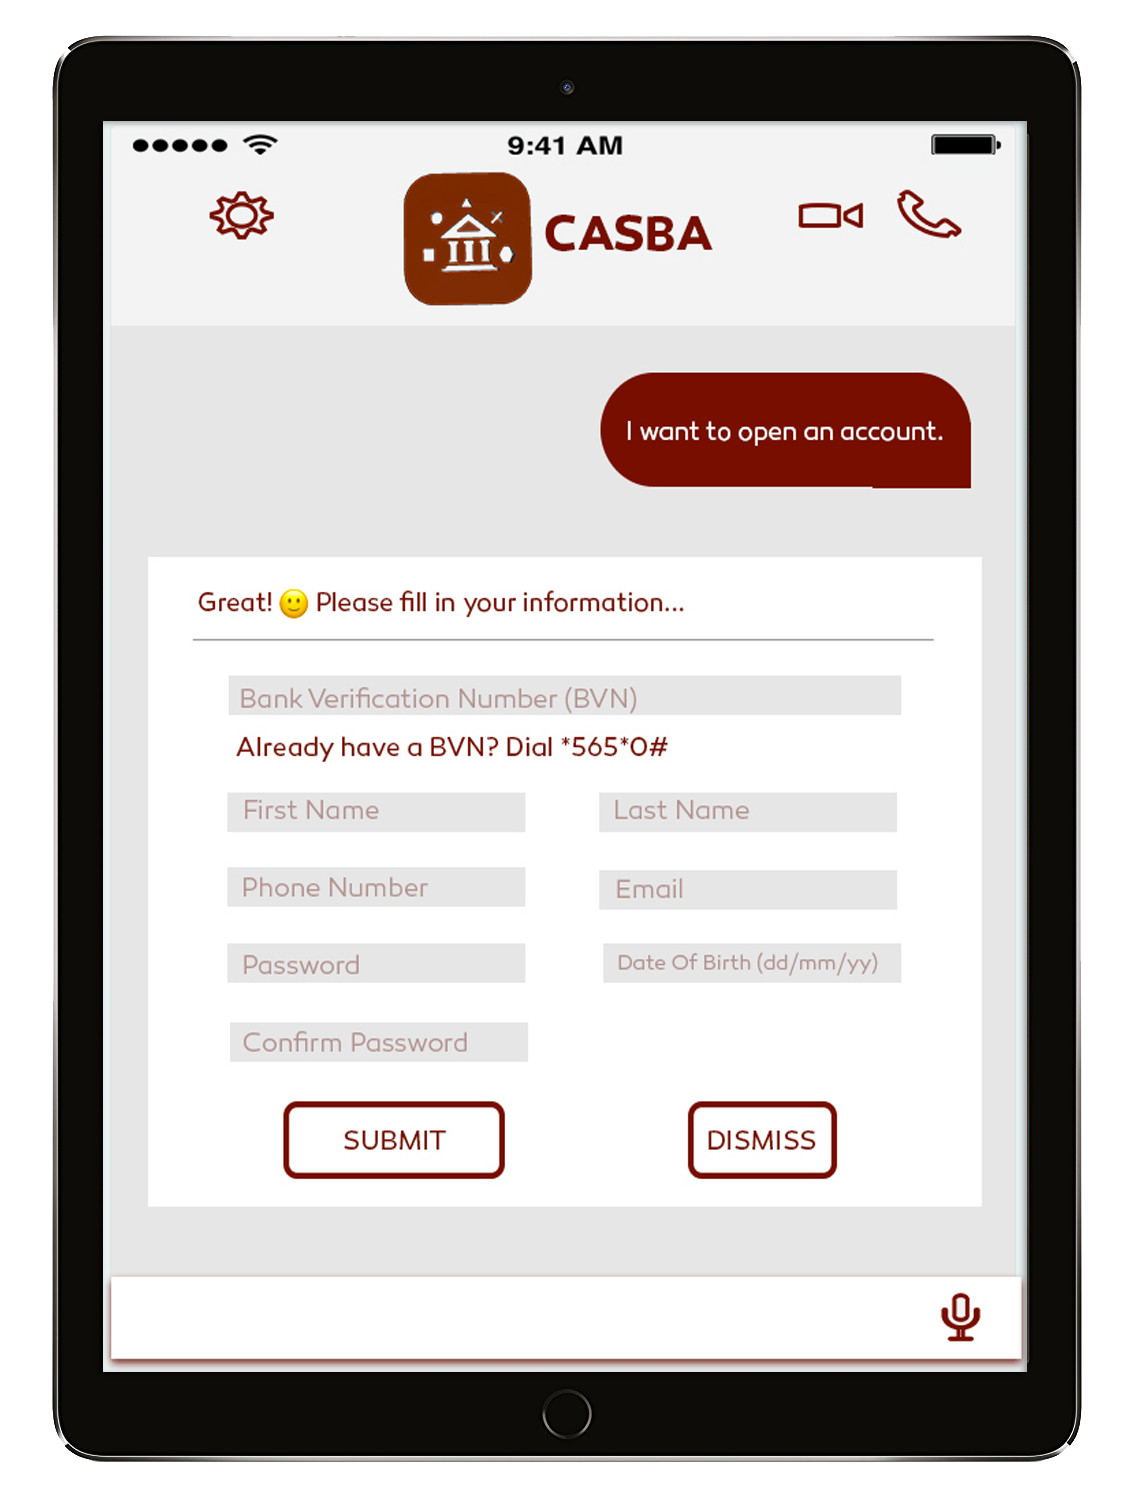 9:41 AM
CASBA
I want to open an account.
Great! 🙂 Please fill in your information...
Bank Verification Number (BVN)
Already have a BVN? Dial *565*0#
First Name
Last Name
Phone Number
Email
Password
Date Of Birth (dd/mm/yy)
Confirm Password
SUBMIT
DISMISS